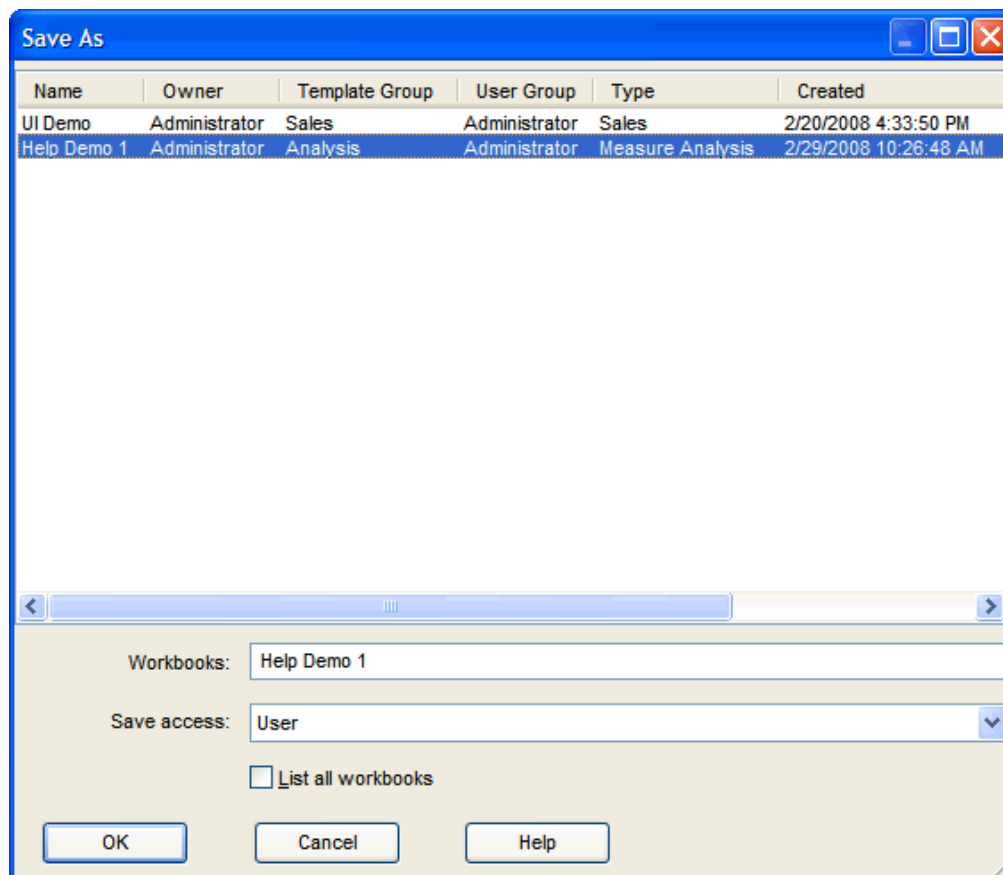 Save As
Name Owner Template Group User Group Type Created
UI Demo Administrator Sales Administrator Sales 2/20/2008 4:33:50 PM
Help Demo 1 Administrator Analysis Administrator Measure Analysis 2/29/2008 10:26:48 AM
Workbooks: Help Demo 1
Save access: User
List all workbooks
OK Cancel Help